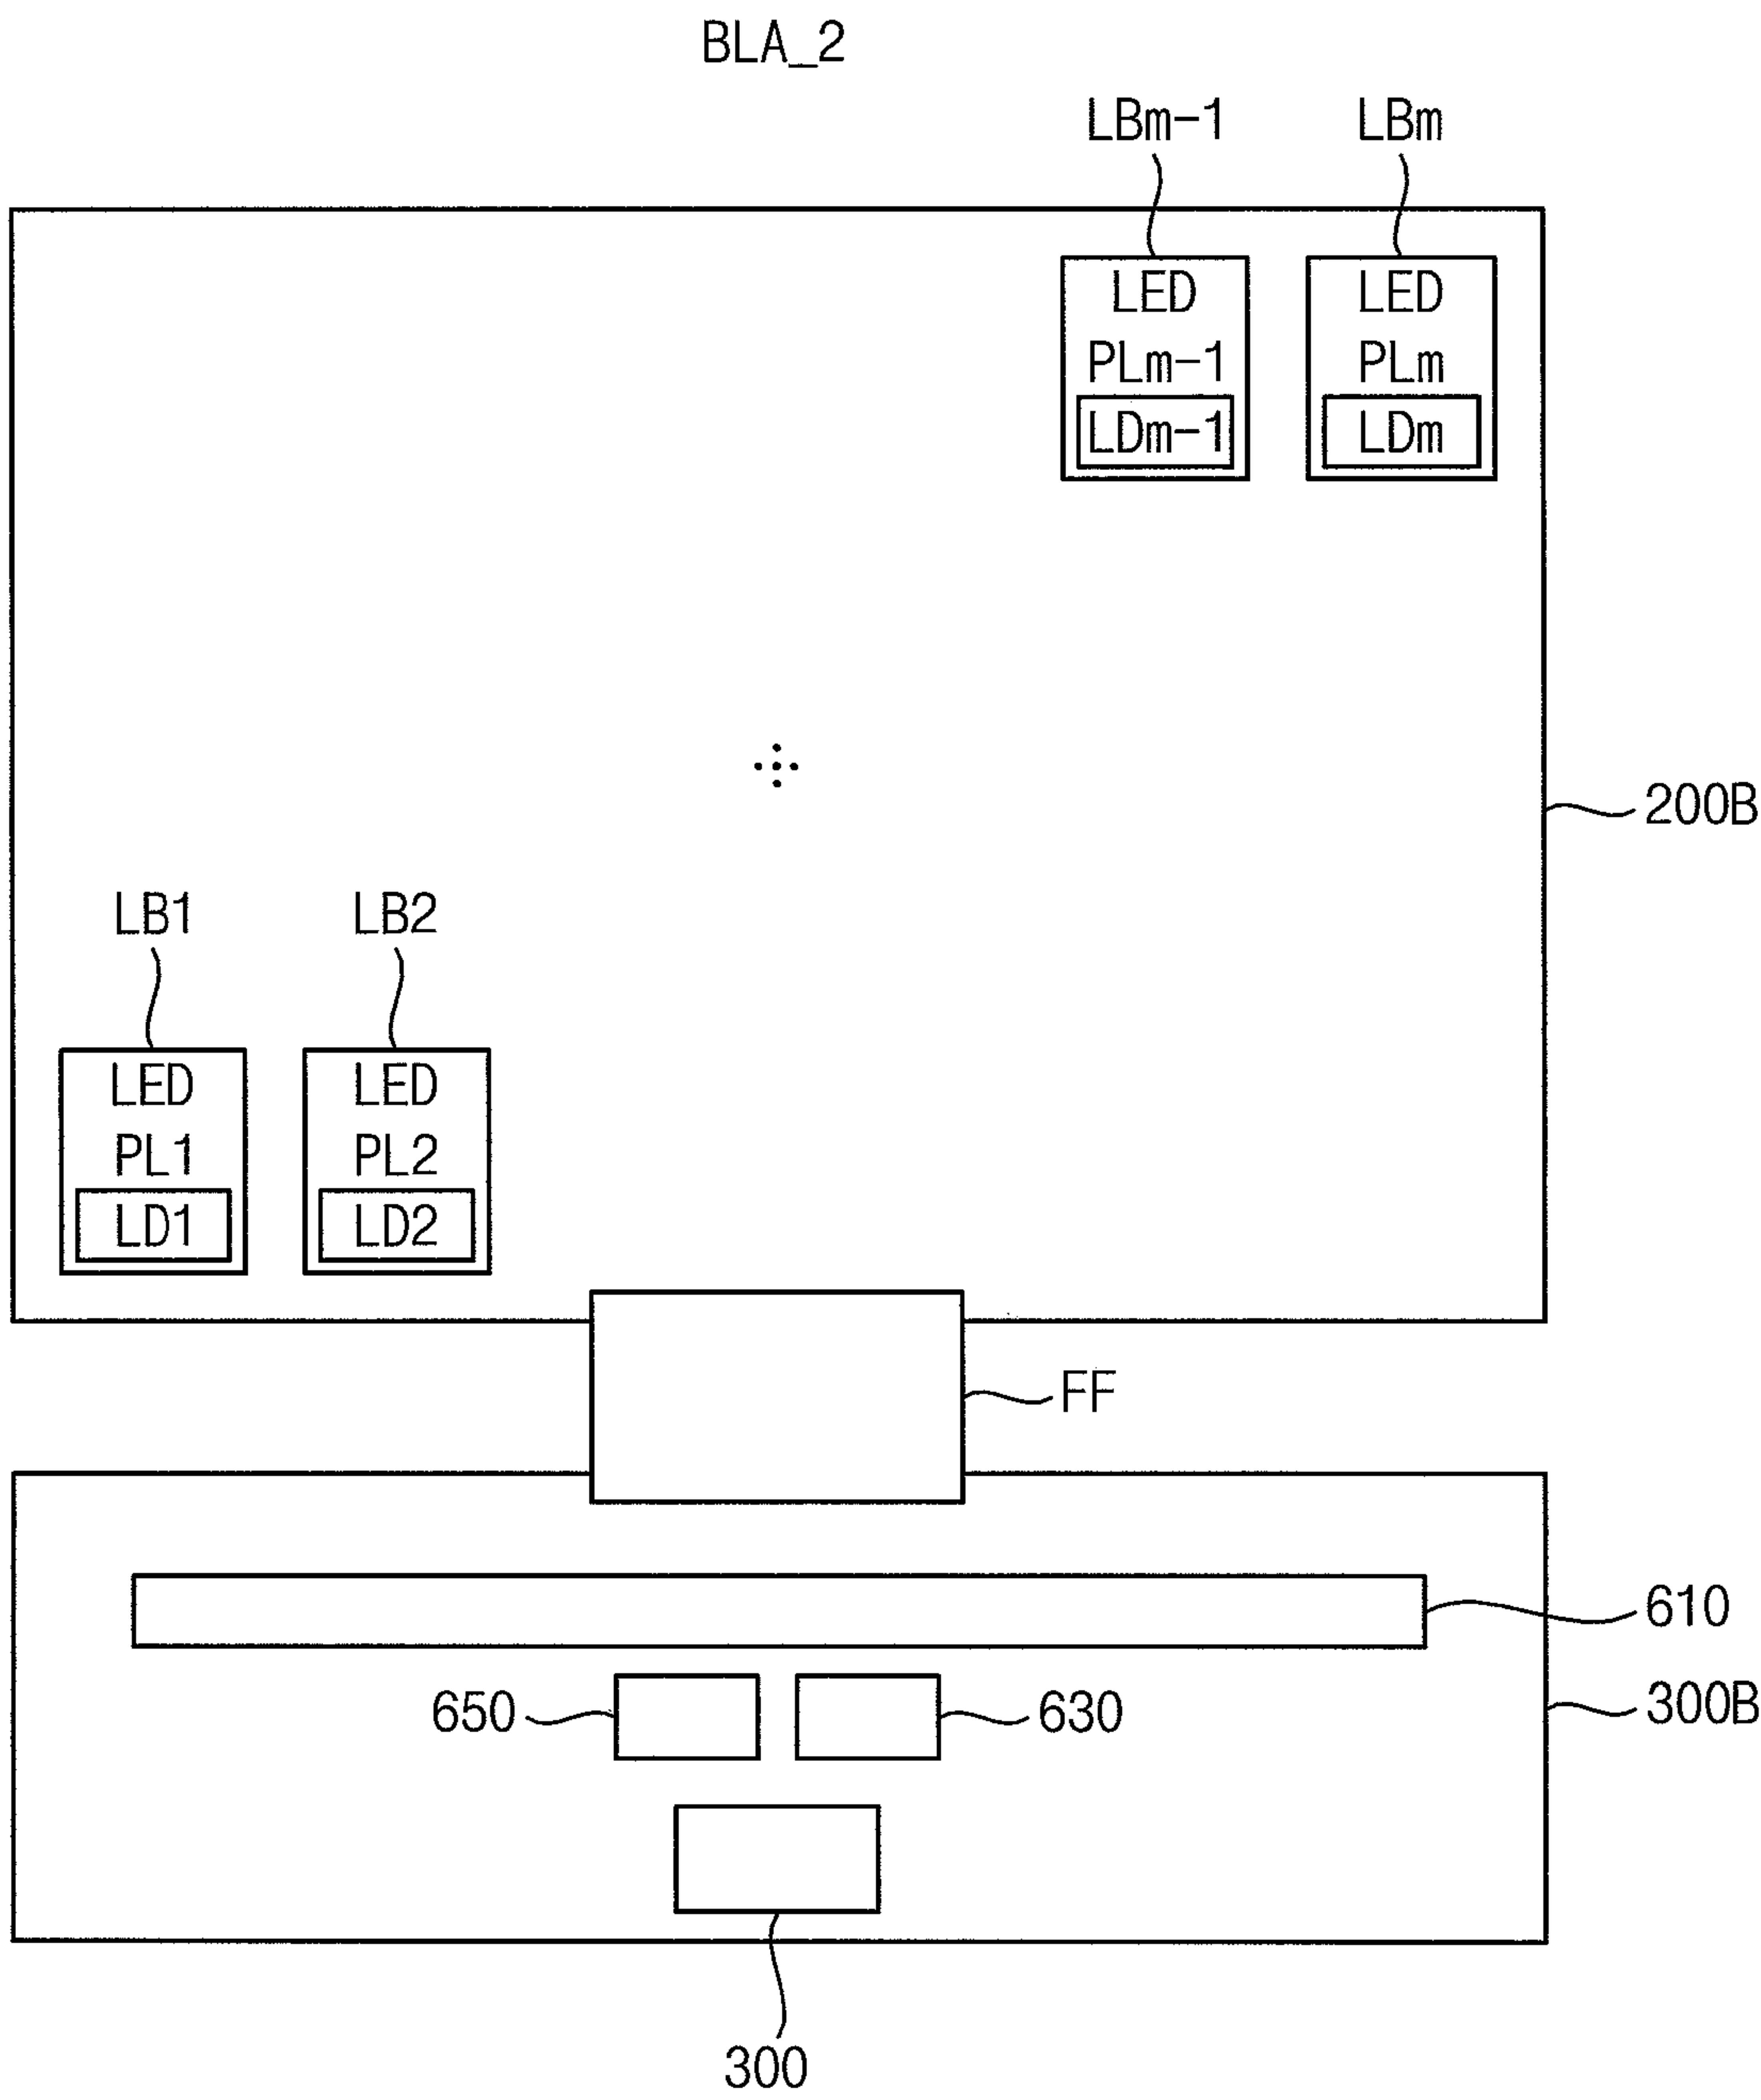 BLA_2
LBm-1 LBm
LED LED
PLm-1 PLm
LDm-1 LDm
200B
LB1 LB2
LED LED
PL1 PL2
LD1 LD2
FF
610
650 630 300B
300